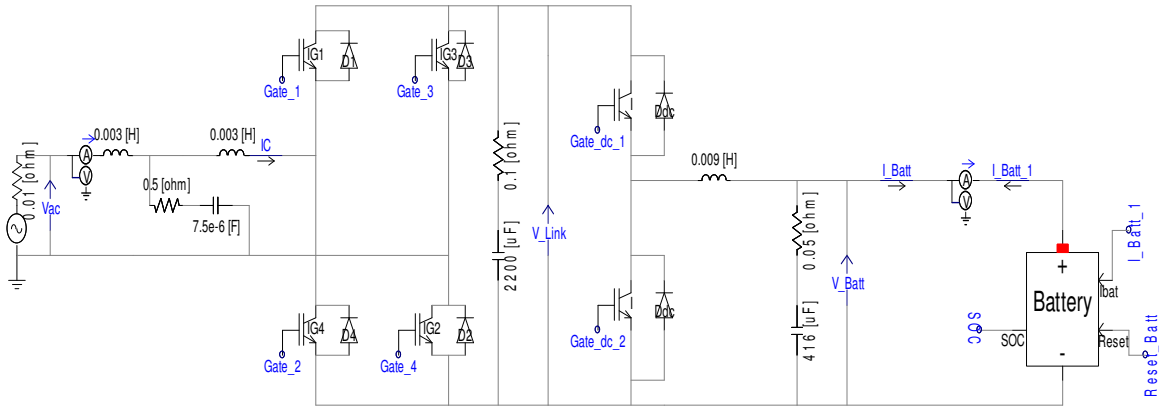 0.01 [ohm]
Vac
A
V
0.003 [H]
0.5 [ohm]
7.5e-6 [F]
0.003 [H]
IC
IG1
D1
Gate_1
IG3
D3
Gate_3
IG4
D4
Gate_2
IG2
D2
Gate_4
0.1 [ohm]
2200 [uF]
V_Link
Ddc
Gate_dc_1
Ddc
Gate_dc_2
0.009 [H]
0.05 [ohm]
416 [uF]
V_Batt
I_Batt
A
V
I_Batt_1
I_Batt_1
+
Battery
-
Ibat
SOC
SOC
Reset
Reset_Batt